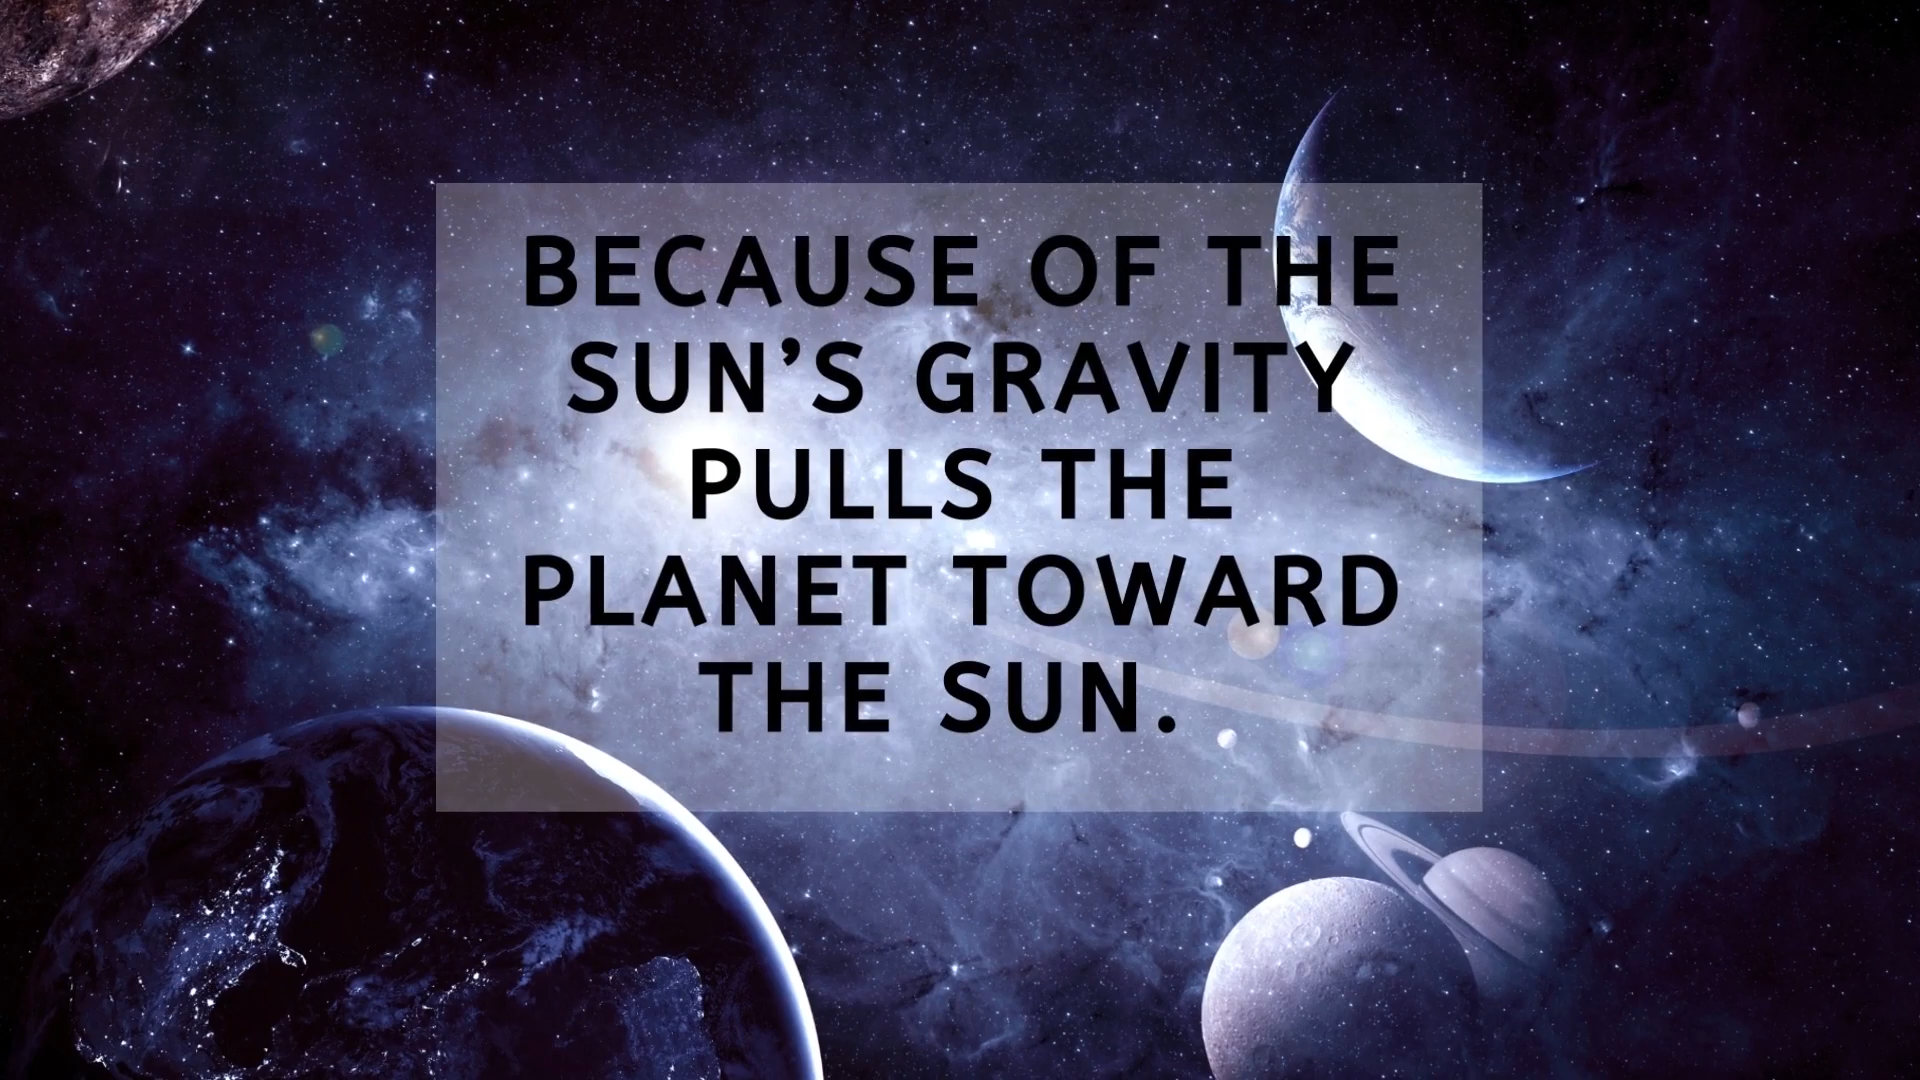 BECAUSE OF THE
SUN’S GRAVITY
PULLS THE
PLANET TOWARD
THE SUN.